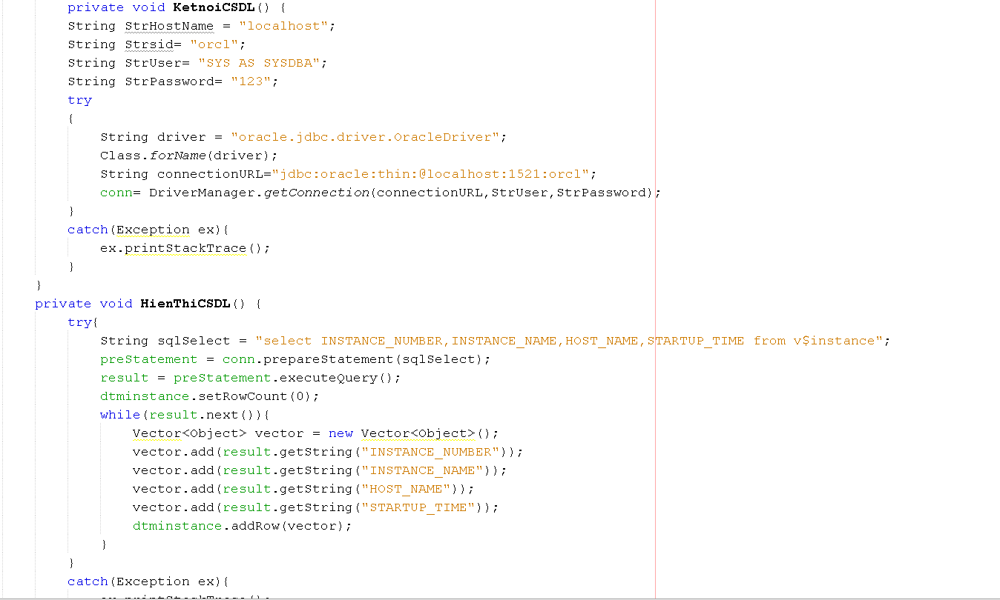 private void KetnoiCSDL() {
String StrHostName = "localhost";
String Strsid= "orcl";
String StrUser= "SYS AS SYSDBA";
String StrPassword= "123";
try
{
String driver = "oracle.jdbc.driver.OracleDriver";
Class.forName(driver);
String connectionURL="jdbc:oracle:thin:@localhost:1521:orcl";
conn= DriverManager.getConnection(connectionURL,StrUser,StrPassword);
}
catch(Exception ex){
ex.printStackTrace();
}
}
private void HienThiCSDL() {
try{
String sqlSelect = "select INSTANCE_NUMBER,INSTANCE_NAME,HOST_NAME,STARTUP_TIME from v$instance";
preStatement = conn.prepareStatement(sqlSelect);
result = preStatement.executeQuery();
dtminstance.setRowCount(0);
while(result.next()){
Vector<Object> vector = new Vector<Object>();
vector.add(result.getString("INSTANCE_NUMBER"));
vector.add(result.getString("INSTANCE_NAME"));
vector.add(result.getString("HOST_NAME"));
vector.add(result.getString("STARTUP_TIME"));
dtminstance.addRow(vector);
}
}
catch(Exception ex){